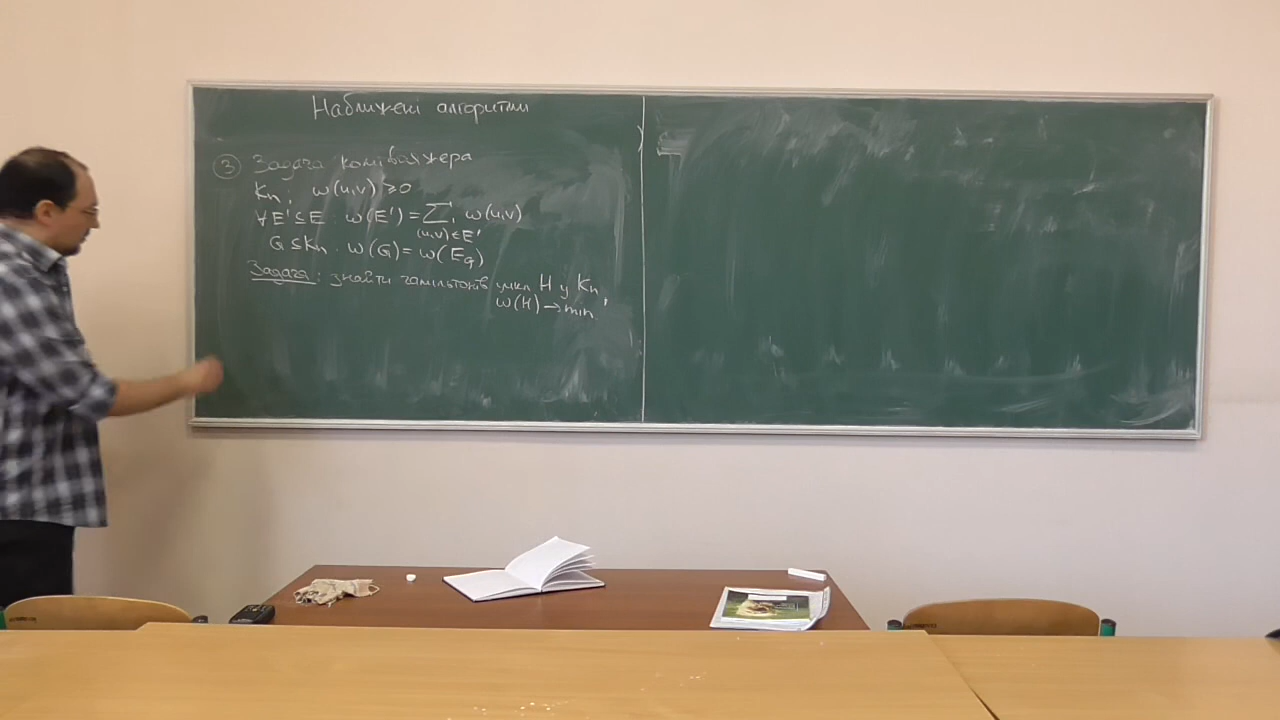 Наближені алгоритми
③ Задача комівояжера
Kn; ω(u,v) ≥ 0
∀E' ⊆ E. ω(E') = ∑ ω(u,v)
(u,v)∈E'
G ⊆ Kn. ω(G) = ω(E_G)
Задача: знайти гамільтонів цикл H у Kn,
ω(H) → min.